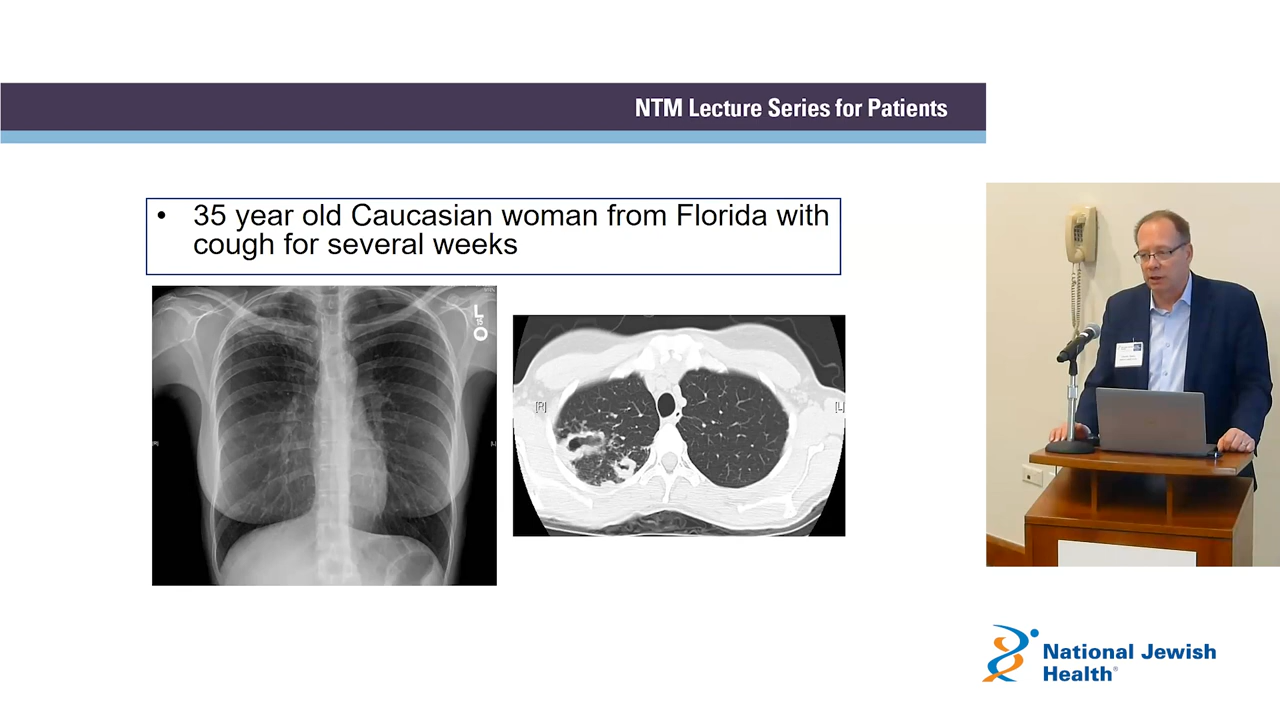 NTM Lecture Series for Patients
• 35 year old Caucasian woman from Florida with
cough for several weeks
L
15
O
[R]
[L]
National Jewish
Health®